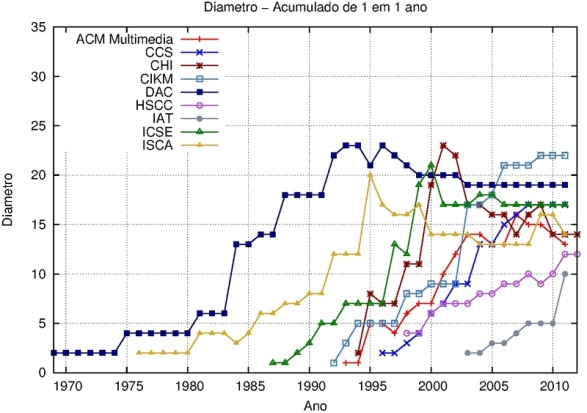 Diametro − Acumulado de 1 em 1 ano
35
30
25
20
15
10
5
0
Diametro
ACM Multimedia
CCS
CHI
CIKM
DAC
HSCC
IAT
ICSE
ISCA
1970 1975 1980 1985 1990 1995 2000 2005 2010
Ano